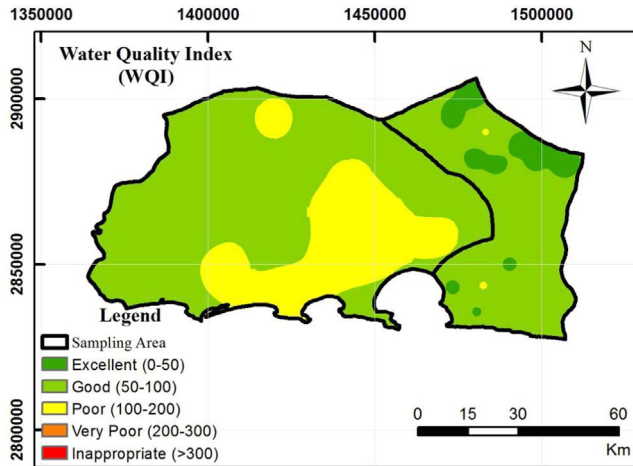 1350000 1400000 1450000 1500000
Water Quality Index
(WQI)
N
2900000
2850000
2800000
Legend
Sampling Area
Excellent (0-50)
Good (50-100)
Poor (100-200)
Very Poor (200-300)
Inappropriate (>300)
0 15 30 60
Km